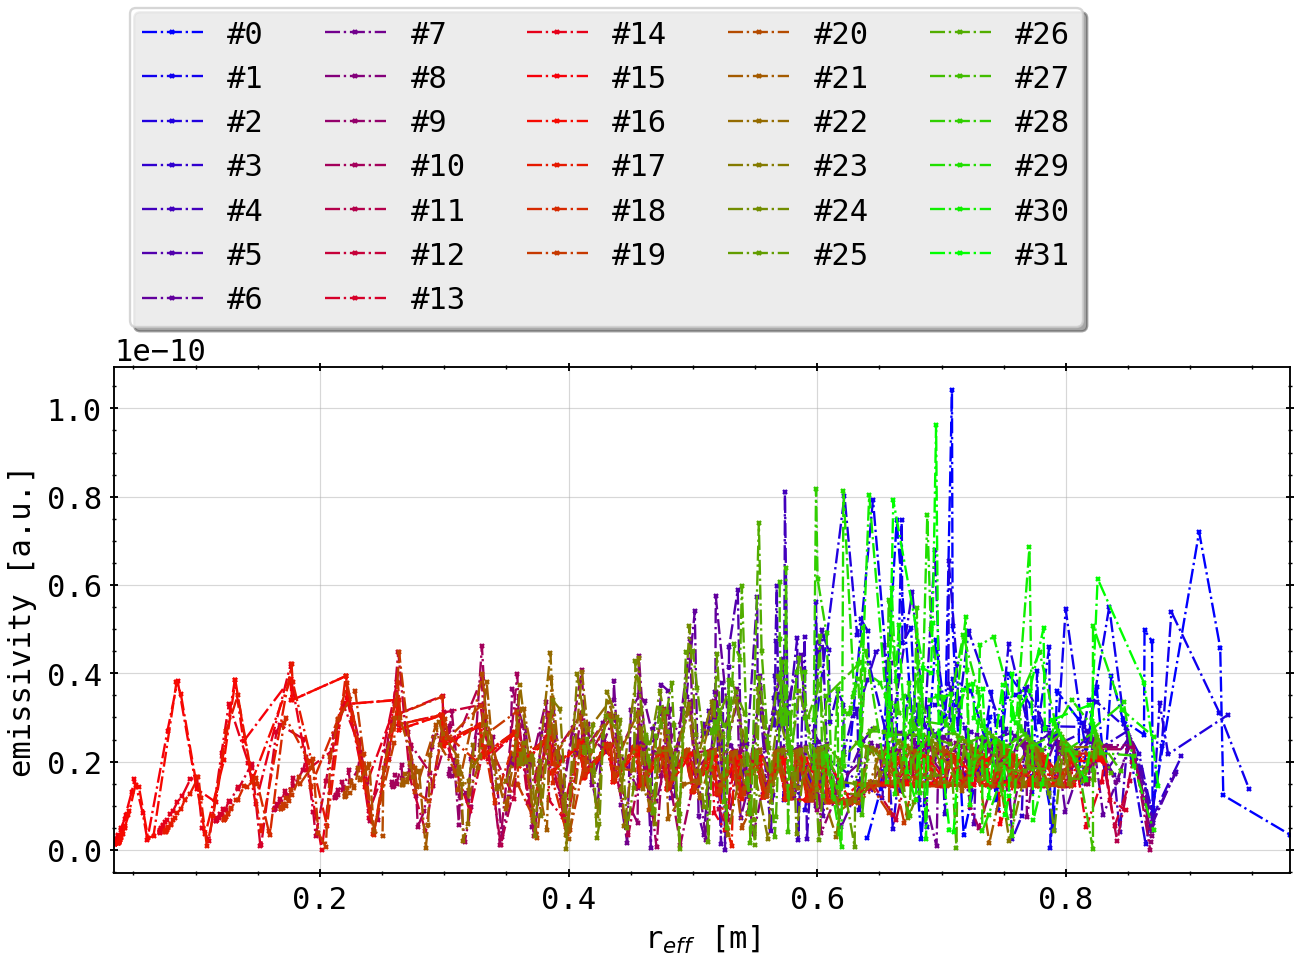 #0 #7 #14 #20 #26
#1 #8 #15 #21 #27
#2 #9 #16 #22 #28
#3 #10 #17 #23 #29
#4 #11 #18 #24 #30
#5 #12 #19 #25 #31
#6 #13
1e−10
1.0
0.8
0.6
0.4
0.2
0.0
emissivity [a.u.]
0.2 0.4 0.6 0.8
r_eff [m]